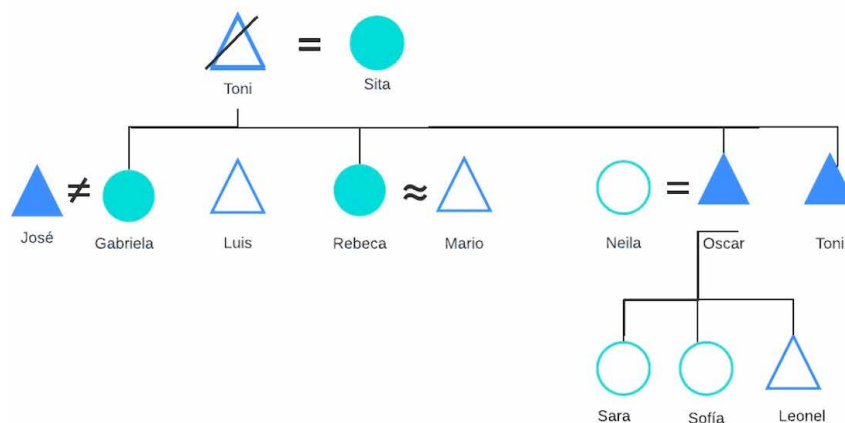 =
Toni
Sita
≠
≈
=
José
Gabriela
Luis
Rebeca
Mario
Neila
Oscar
Toni
Sara
Sofía
Leonel